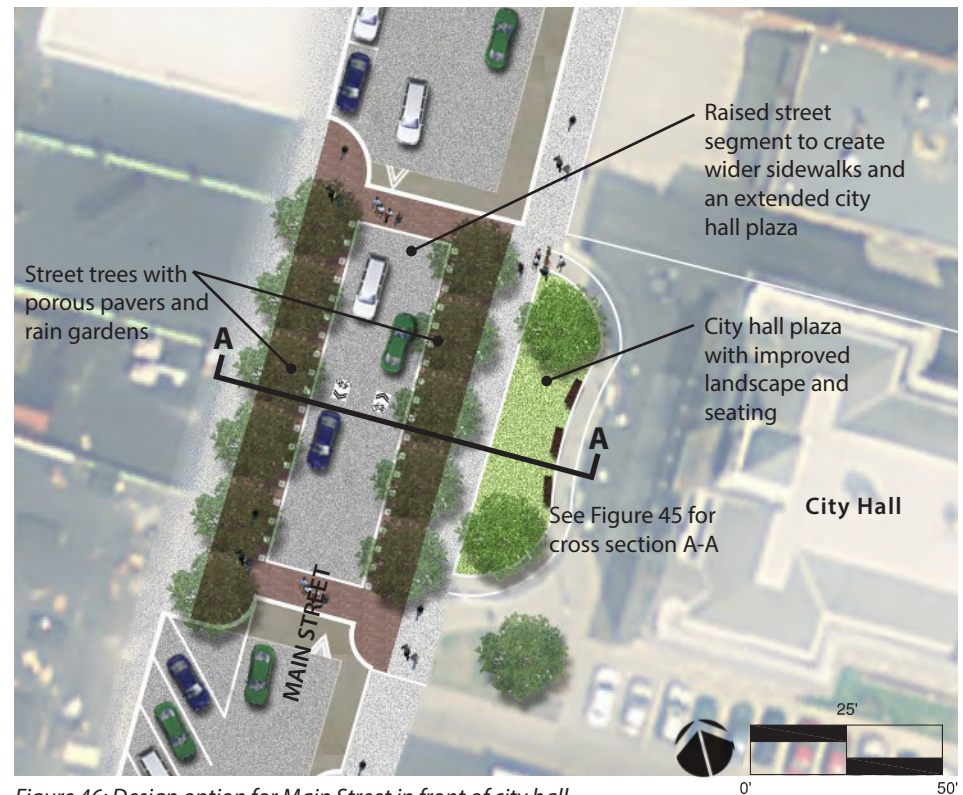 Raised street
segment to create
wider sidewalks and
an extended city
hall plaza
Street trees with
porous pavers and
rain gardens
A
City hall plaza
with improved
landscape and
seating
A
City Hall
See Figure 45 for
cross section A-A
MAIN STREET
25'
0'
50'
Figure 46: Design option for Main Street in front of city hall